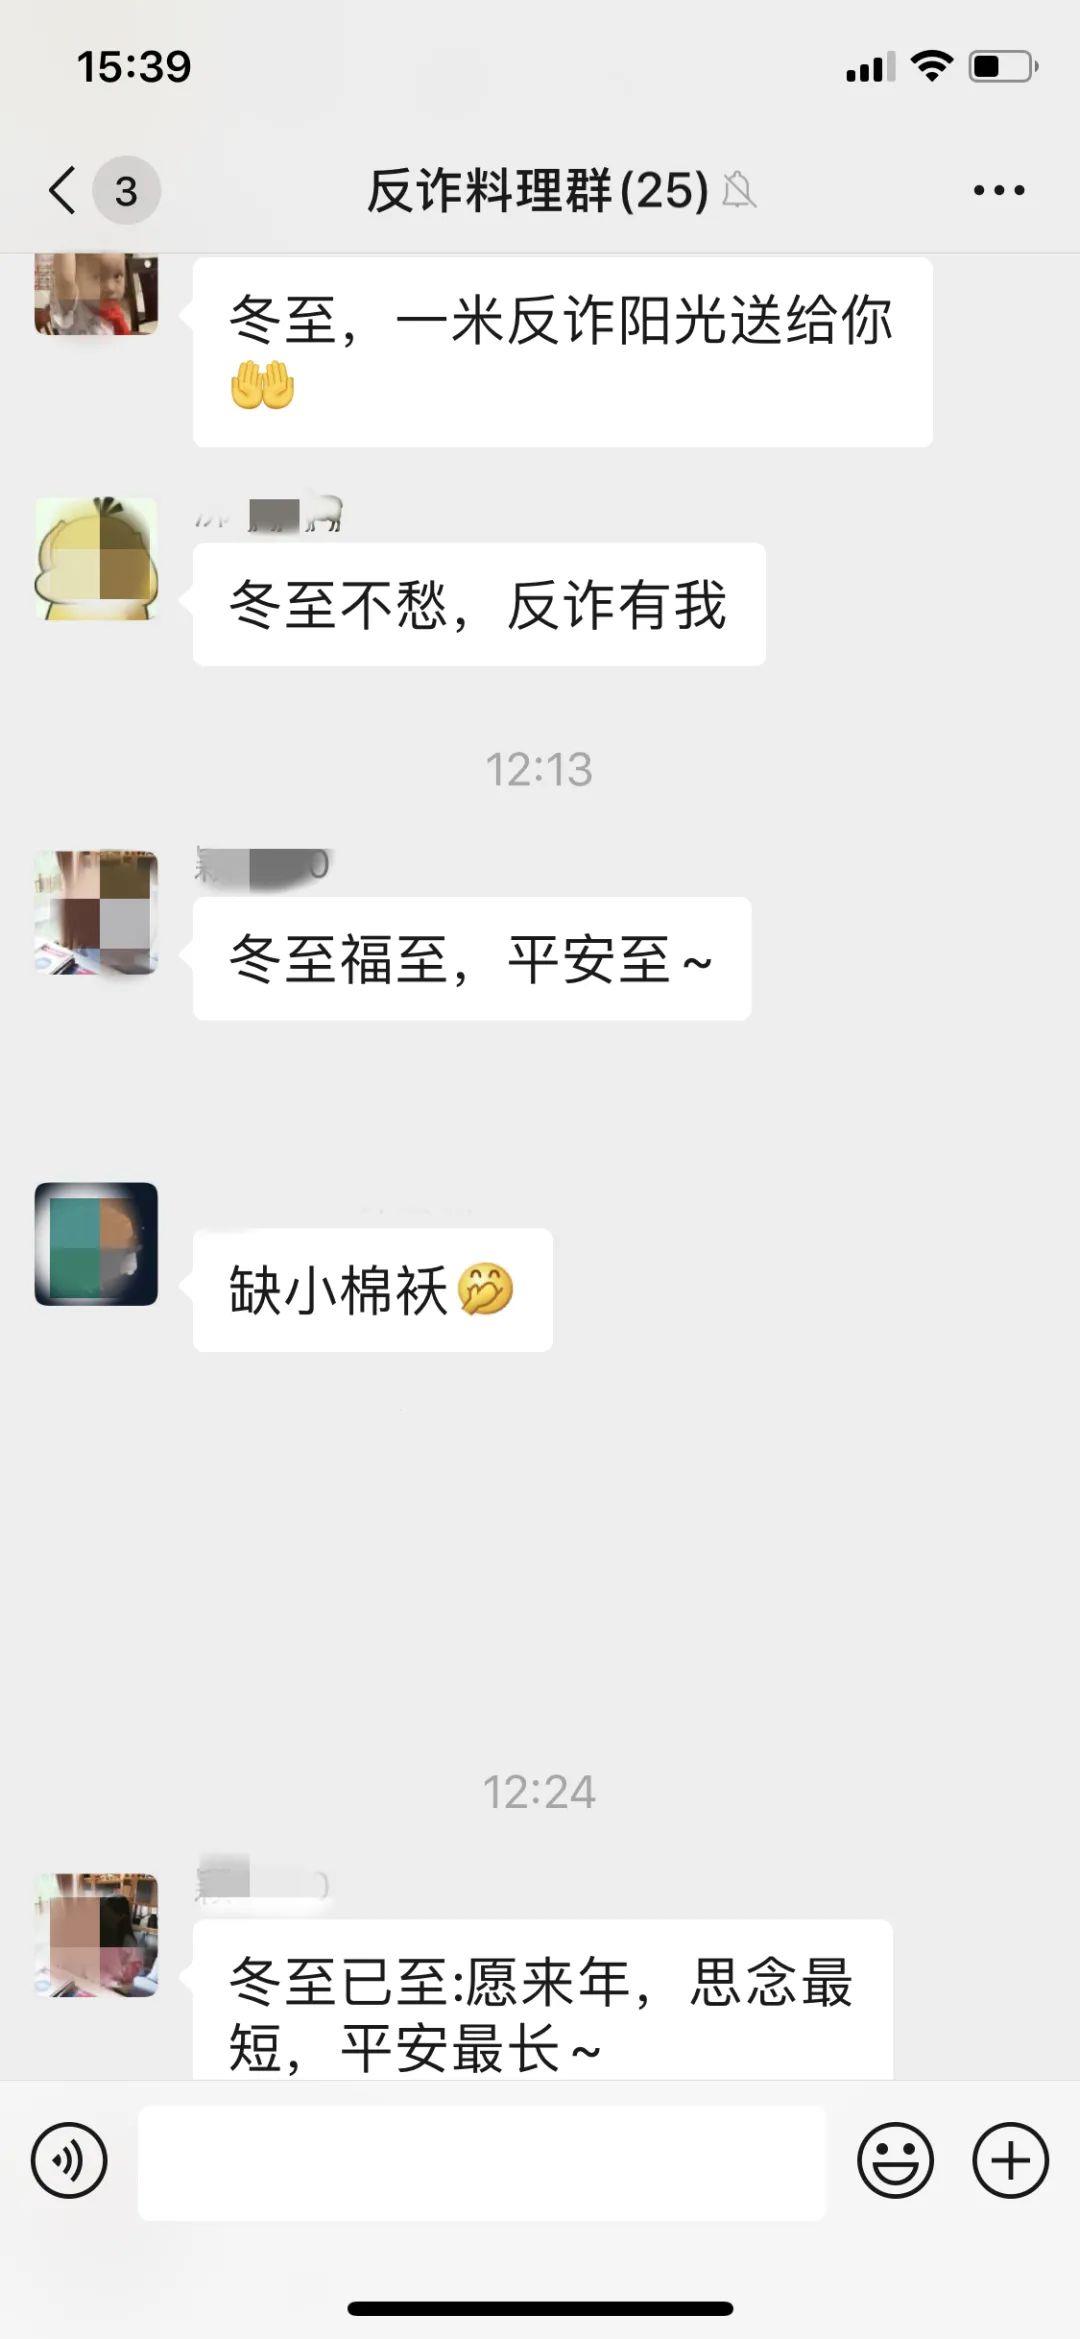 15:39
3
反诈料理群(25)
冬至，一米反诈阳光送给你
🤲
冬至不愁，反诈有我
12:13
冬至福至，平安至~
缺小棉袄🤭
12:24
冬至已至:愿来年，思念最
短，平安最长~